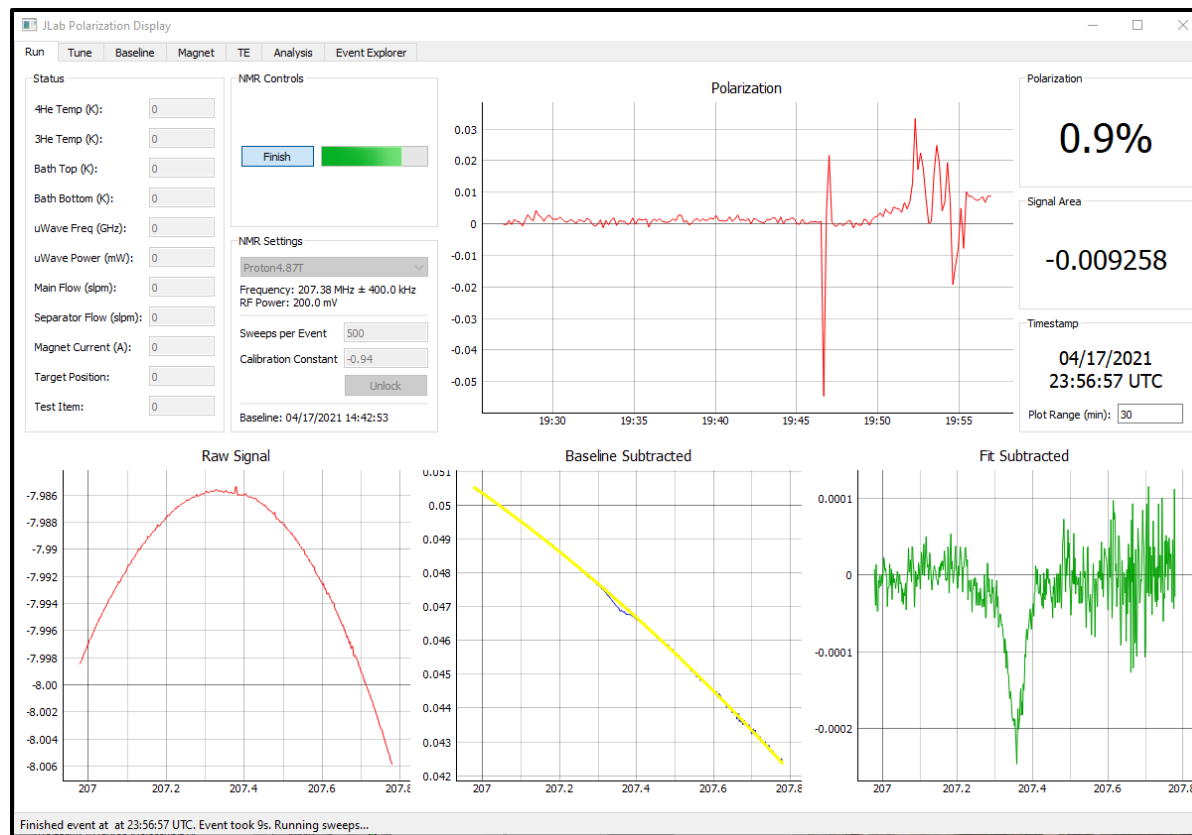 JLab Polarization Display
Run Tune Baseline Magnet TE Analysis Event Explorer
Status
4He Temp (K): 0
3He Temp (K): 0
Bath Top (K): 0
Bath Bottom (K): 0
uWave Freq (GHz): 0
uWave Power (mW): 0
Main Flow (slpm): 0
Separator Flow (slpm): 0
Magnet Current (A): 0
Target Position: 0
Test Item: 0
NMR Controls
Finish
NMR Settings
Proton4.87T
Frequency: 207.38 MHz ± 400.0 kHz
RF Power: 200.0 mV
Sweeps per Event 500
Calibration Constant -0.94
Unlock
Baseline: 04/17/2021 14:42:53
Polarization
0.03
0.02
0.01
0
-0.01
-0.02
-0.03
-0.04
-0.05
19:30 19:35 19:40 19:45 19:50 19:55
Polarization
0.9%
Signal Area
-0.009258
Timestamp
04/17/2021
23:56:57 UTC
Plot Range (min): 30
Raw Signal
-7.986
-7.988
-7.99
-7.992
-7.994
-7.996
-7.998
-8.00
-8.002
-8.004
-8.006
207 207.2 207.4 207.6 207.8
Baseline Subtracted
0.051
0.05
0.049
0.048
0.047
0.046
0.045
0.044
0.043
0.042
207 207.2 207.4 207.6 207.8
Fit Subtracted
0.0001
0
-0.0001
-0.0002
207 207.2 207.4 207.6 207.8
Finished event at at 23:56:57 UTC. Event took 9s. Running sweeps...